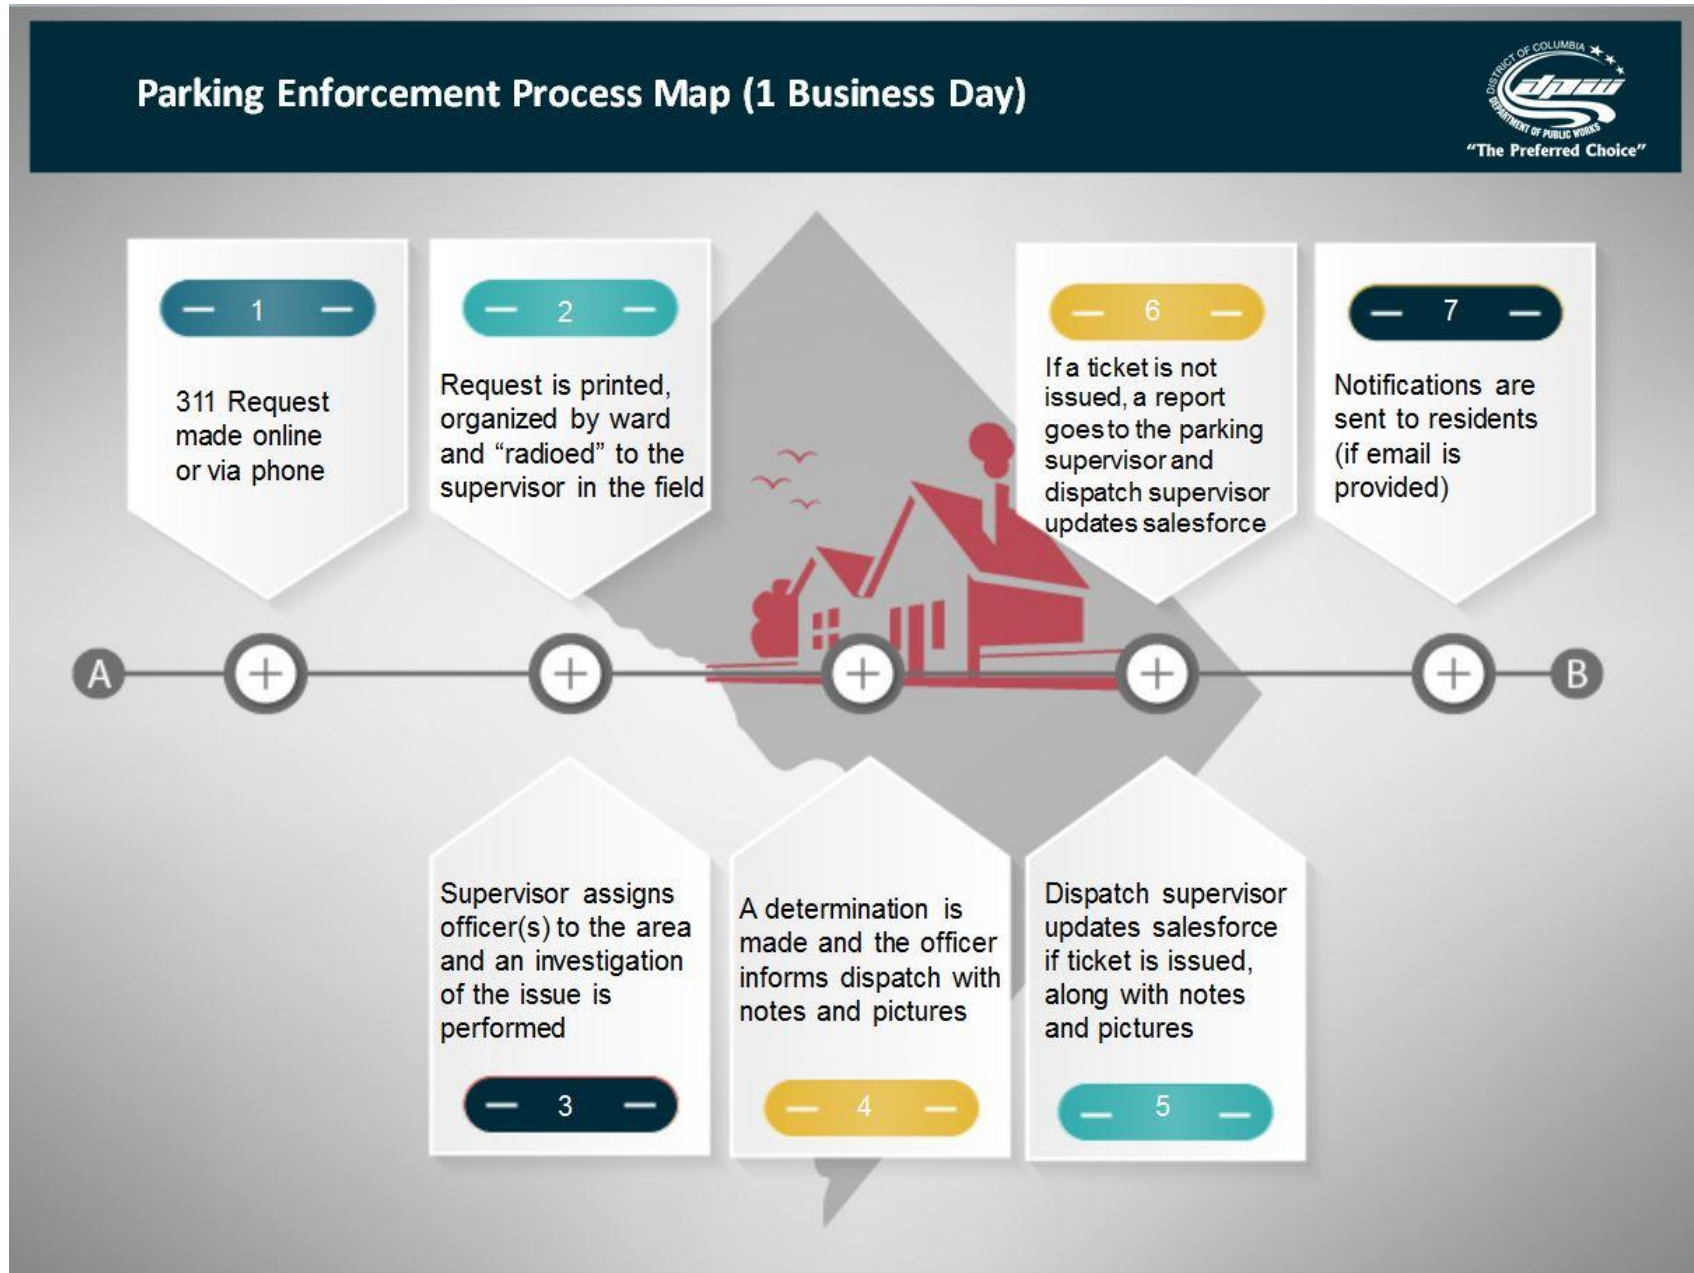 Parking Enforcement Process Map (1 Business Day)
DISTRICT OF COLUMBIA
dpw
DEPARTMENT OF PUBLIC WORKS
"The Preferred Choice"
1
311 Request
made online
or via phone
2
Request is printed,
organized by ward
and “radioed” to the
supervisor in the field
6
If a ticket is not
issued, a report
goes to the parking
supervisor and
dispatch supervisor
updates salesforce
7
Notifications are
sent to residents
(if email is
provided)
A
B
Supervisor assigns
officer(s) to the area
and an investigation
of the issue is
performed
3
A determination is
made and the officer
informs dispatch with
notes and pictures
4
Dispatch supervisor
updates salesforce
if ticket is issued,
along with notes
and pictures
5